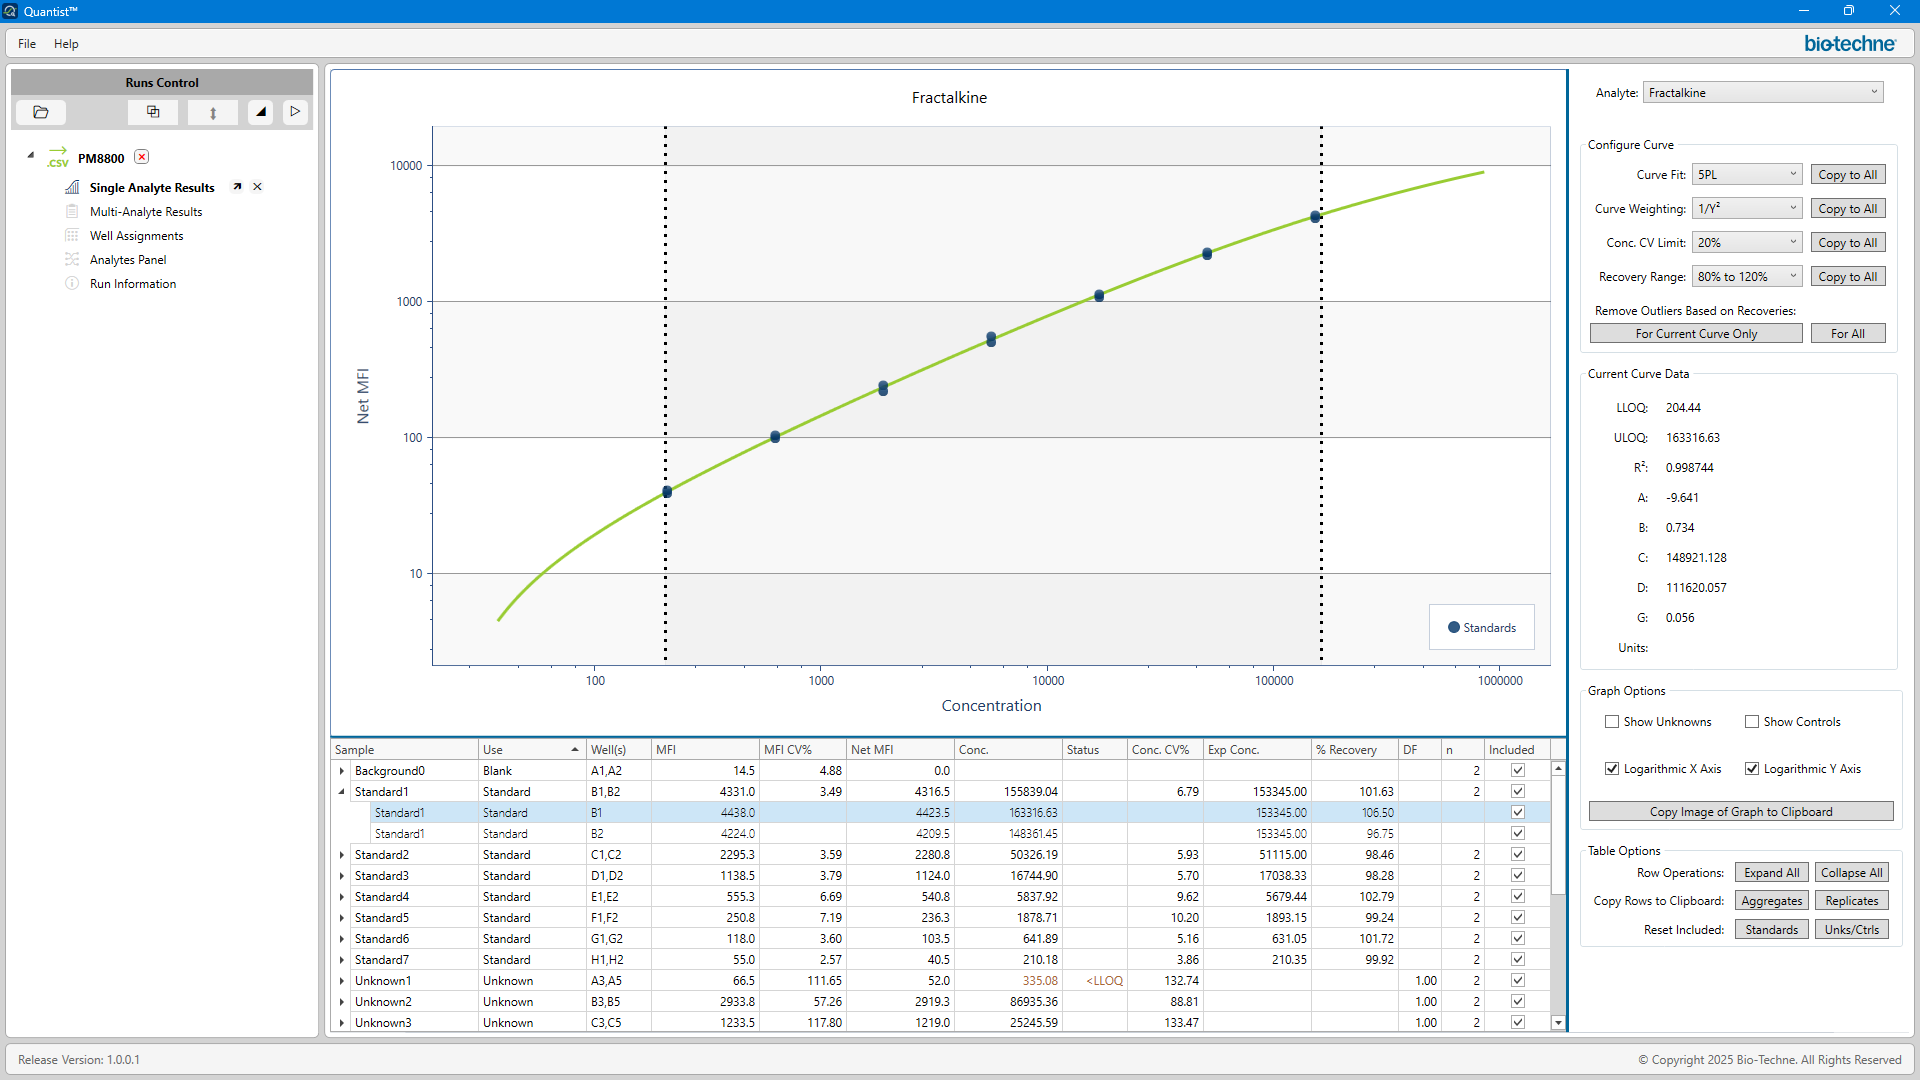 Quantist™
File Help
bio-techne
Runs Control
.CSV PM8800
Single Analyte Results
Multi-Analyte Results
Well Assignments
Analytes Panel
Run Information
Fractalkine
Net MFI
10000
1000
100
10
100 1000 10000 100000 1000000
Concentration
Standards
Sample Use Well(s) MFI MFI CV% Net MFI Conc. Status Conc. CV% Exp Conc. % Recovery DF n Included
Background0 Blank A1,A2 14.5 4.88 0.0 2
Standard1 Standard B1,B2 4331.0 3.49 4316.5 155839.04 6.79 153345.00 101.63 2
Standard1 Standard B1 4438.0 4423.5 163316.63 153345.00 106.50
Standard1 Standard B2 4224.0 4209.5 148361.45 153345.00 96.75
Standard2 Standard C1,C2 2295.3 3.59 2280.8 50326.19 5.93 51115.00 98.46 2
Standard3 Standard D1,D2 1138.5 3.79 1124.0 16744.90 5.70 17038.33 98.28 2
Standard4 Standard E1,E2 555.3 6.69 540.8 5837.92 9.62 5679.44 102.79 2
Standard5 Standard F1,F2 250.8 7.19 236.3 1878.71 10.20 1893.15 99.24 2
Standard6 Standard G1,G2 118.0 3.60 103.5 641.89 5.16 631.05 101.72 2
Standard7 Standard H1,H2 55.0 2.57 40.5 210.18 3.86 210.35 99.92 2
Unknown1 Unknown A3,A5 66.5 111.65 52.0 335.08 <LLOQ 132.74 1.00 2
Unknown2 Unknown B3,B5 2933.8 57.26 2919.3 86935.36 88.81 1.00 2
Unknown3 Unknown C3,C5 1233.5 117.80 1219.0 25245.59 133.47 1.00 2
Analyte: Fractalkine
Configure Curve
Curve Fit: 5PL Copy to All
Curve Weighting: 1/Y² Copy to All
Conc. CV Limit: 20% Copy to All
Recovery Range: 80% to 120% Copy to All
Remove Outliers Based on Recoveries:
For Current Curve Only For All
Current Curve Data
LLOQ: 204.44
ULOQ: 163316.63
R²: 0.998744
A: -9.641
B: 0.734
C: 148921.128
D: 111620.057
G: 0.056
Units:
Graph Options
Show Unknowns Show Controls
Logarithmic X Axis Logarithmic Y Axis
Copy Image of Graph to Clipboard
Table Options
Row Operations: Expand All Collapse All
Copy Rows to Clipboard: Aggregates Replicates
Reset Included: Standards Unks/Ctrls
Release Version: 1.0.0.1
© Copyright 2025 Bio-Techne. All Rights Reserved